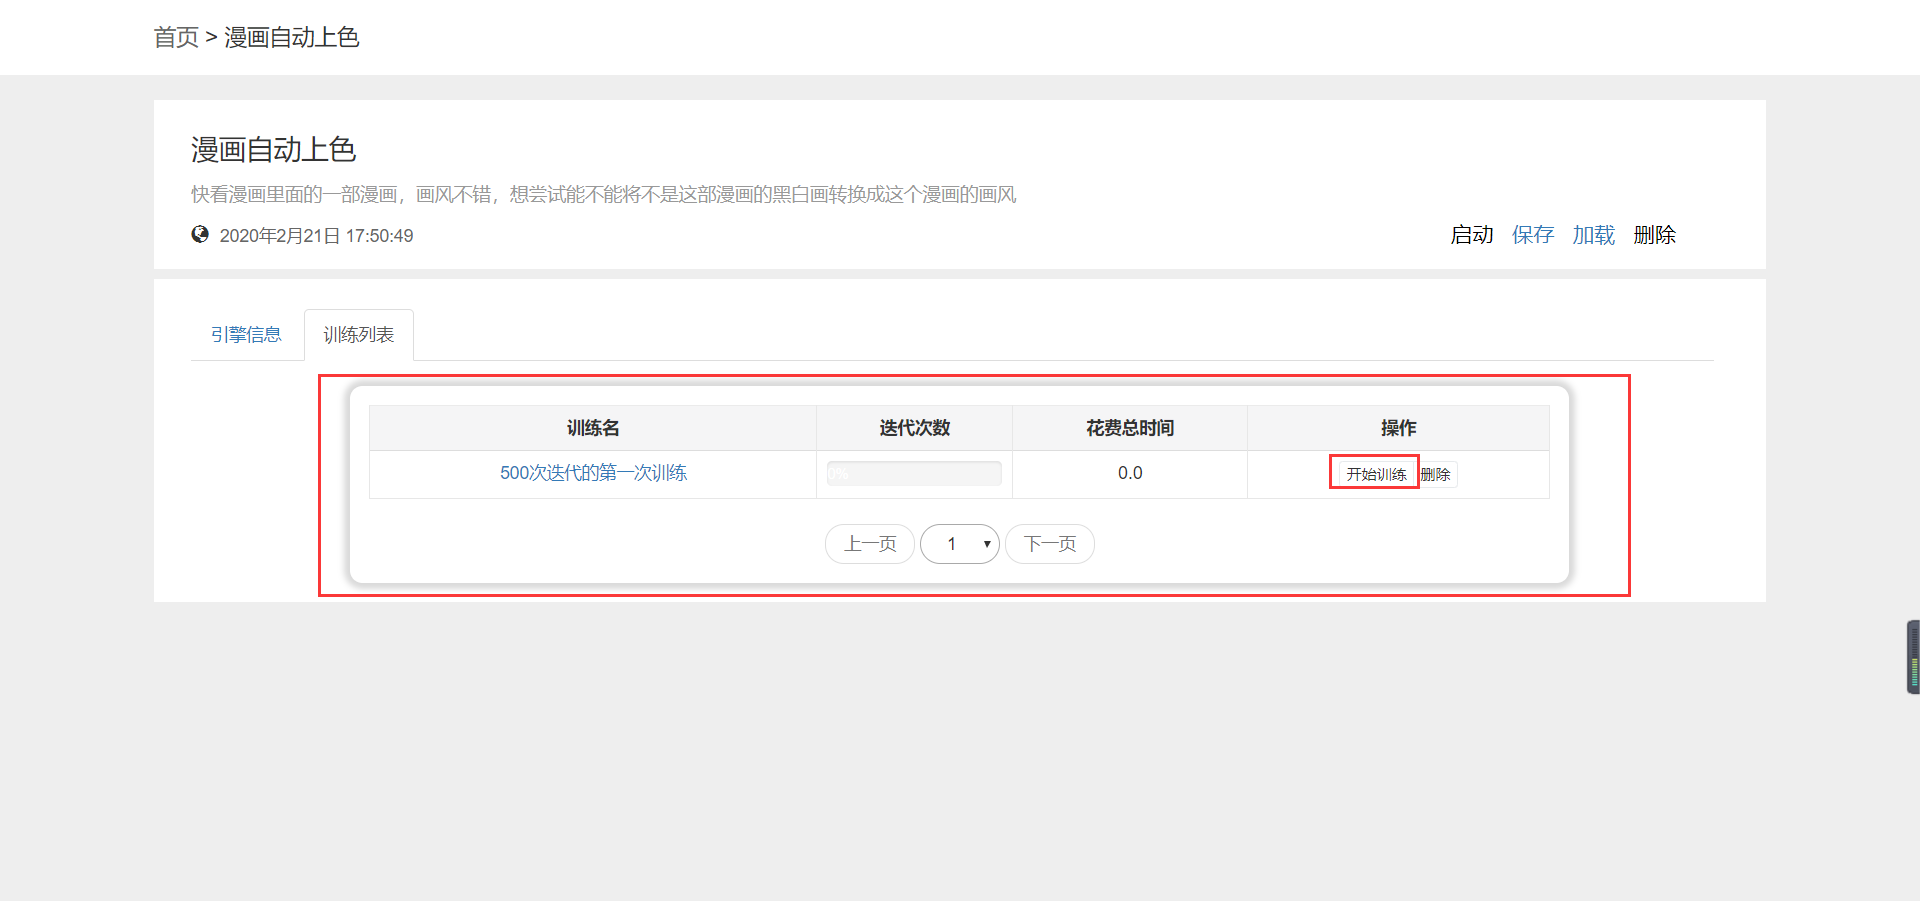 首页 > 漫画自动上色
漫画自动上色
快看漫画里面的一部漫画，画风不错，想尝试能不能将不是这部漫画的黑白画转换成这个漫画的画风
2020年2月21日 17:50:49
启动 保存 加载 删除
引擎信息 训练列表
训练名 迭代次数 花费总时间 操作
500次迭代的第一次训练 0% 0.0 开始训练 删除
上一页 1 下一页